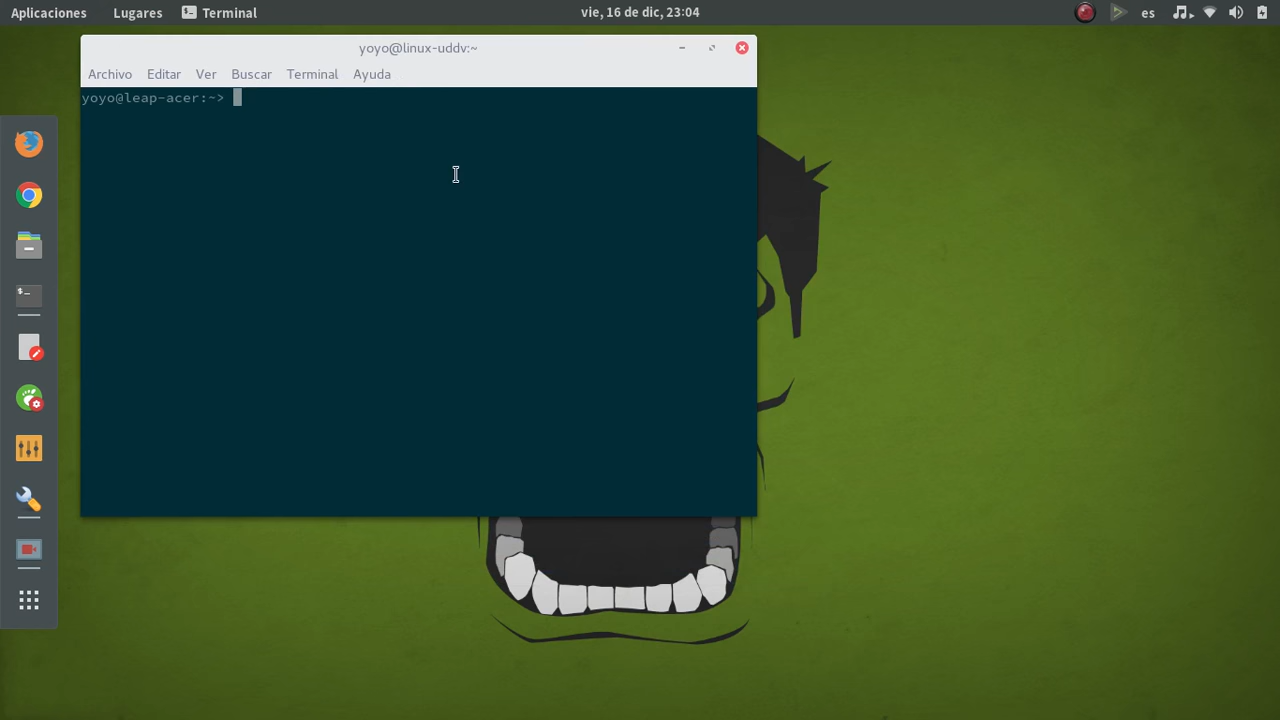 Aplicaciones Lugares Terminal vie, 16 de dic, 23:04 es
yoyo@linux-uddv:~
Archivo Editar Ver Buscar Terminal Ayuda
yoyo@leap-acer:~>